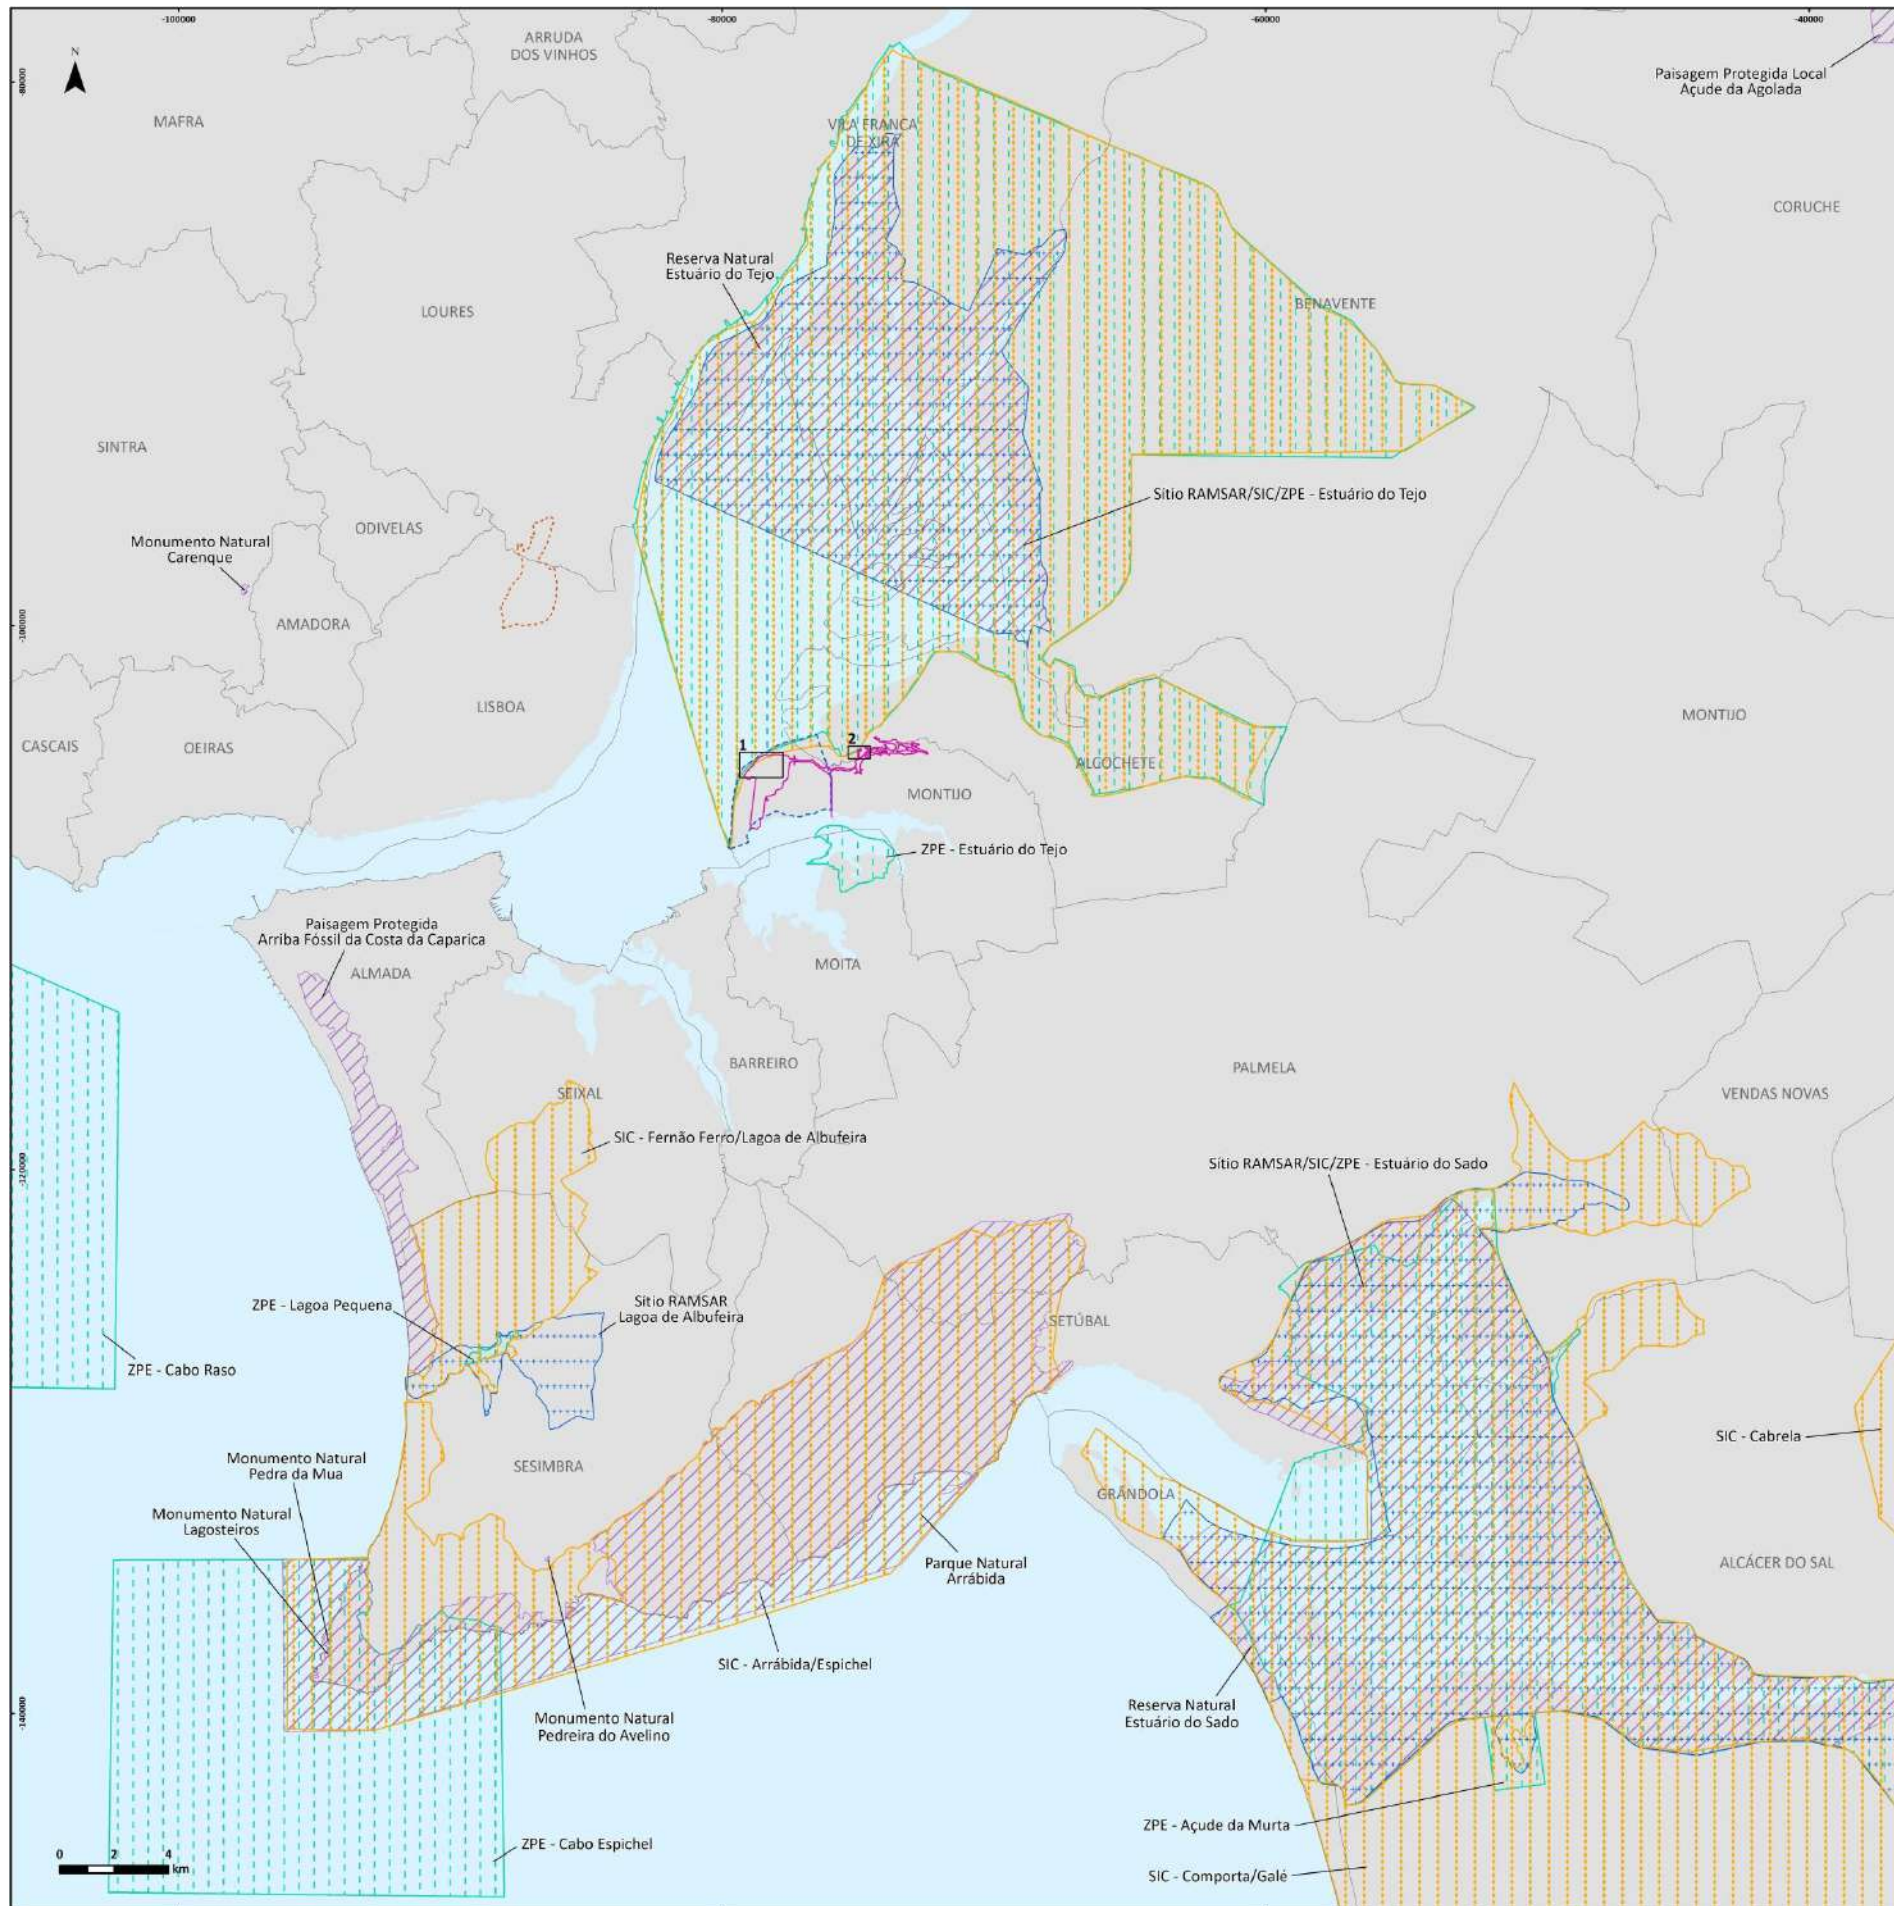 -100000
-80000
-60000
-40000
N
-80000
-100000
-120000
-140000
ARRUDA
DOS VINHOS
MAFRA
Paisagem Protegida Local
Açude da Agolada
VILA FRANCA
DE XIRA
CORUCHE
Reserva Natural
Estuário do Tejo
LOURES
BENAVENTE
SINTRA
Sítio RAMSAR/SIC/ZPE - Estuário do Tejo
ODIVELAS
Monumento Natural
Carenque
AMADORA
LISBOA
MONTIJO
CASCAIS
OEIRAS
1
2
ALCOCHETE
MONTIJO
ZPE - Estuário do Tejo
Paisagem Protegida
Arriba Fóssil da Costa da Caparica
ALMADA
MOITA
BARREIRO
PALMELA
SEIXAL
VENDAS NOVAS
SIC - Fernão Ferro/Lagoa de Albufeira
Sítio RAMSAR/SIC/ZPE - Estuário do Sado
ZPE - Lagoa Pequena
Sítio RAMSAR
Lagoa de Albufeira
SETÚBAL
ZPE - Cabo Raso
SIC - Cabrela
Monumento Natural
Pedra da Mua
SESIMBRA
GRÂNDOLA
Monumento Natural
Lagosteiros
Parque Natural
Arrábida
ALCÁCER DO SAL
SIC - Arrábida/Espichel
Monumento Natural
Pedreira do Avelino
Reserva Natural
Estuário do Sado
ZPE - Açude da Murta
ZPE - Cabo Espichel
SIC - Comporta/Galé
0 2 4
km